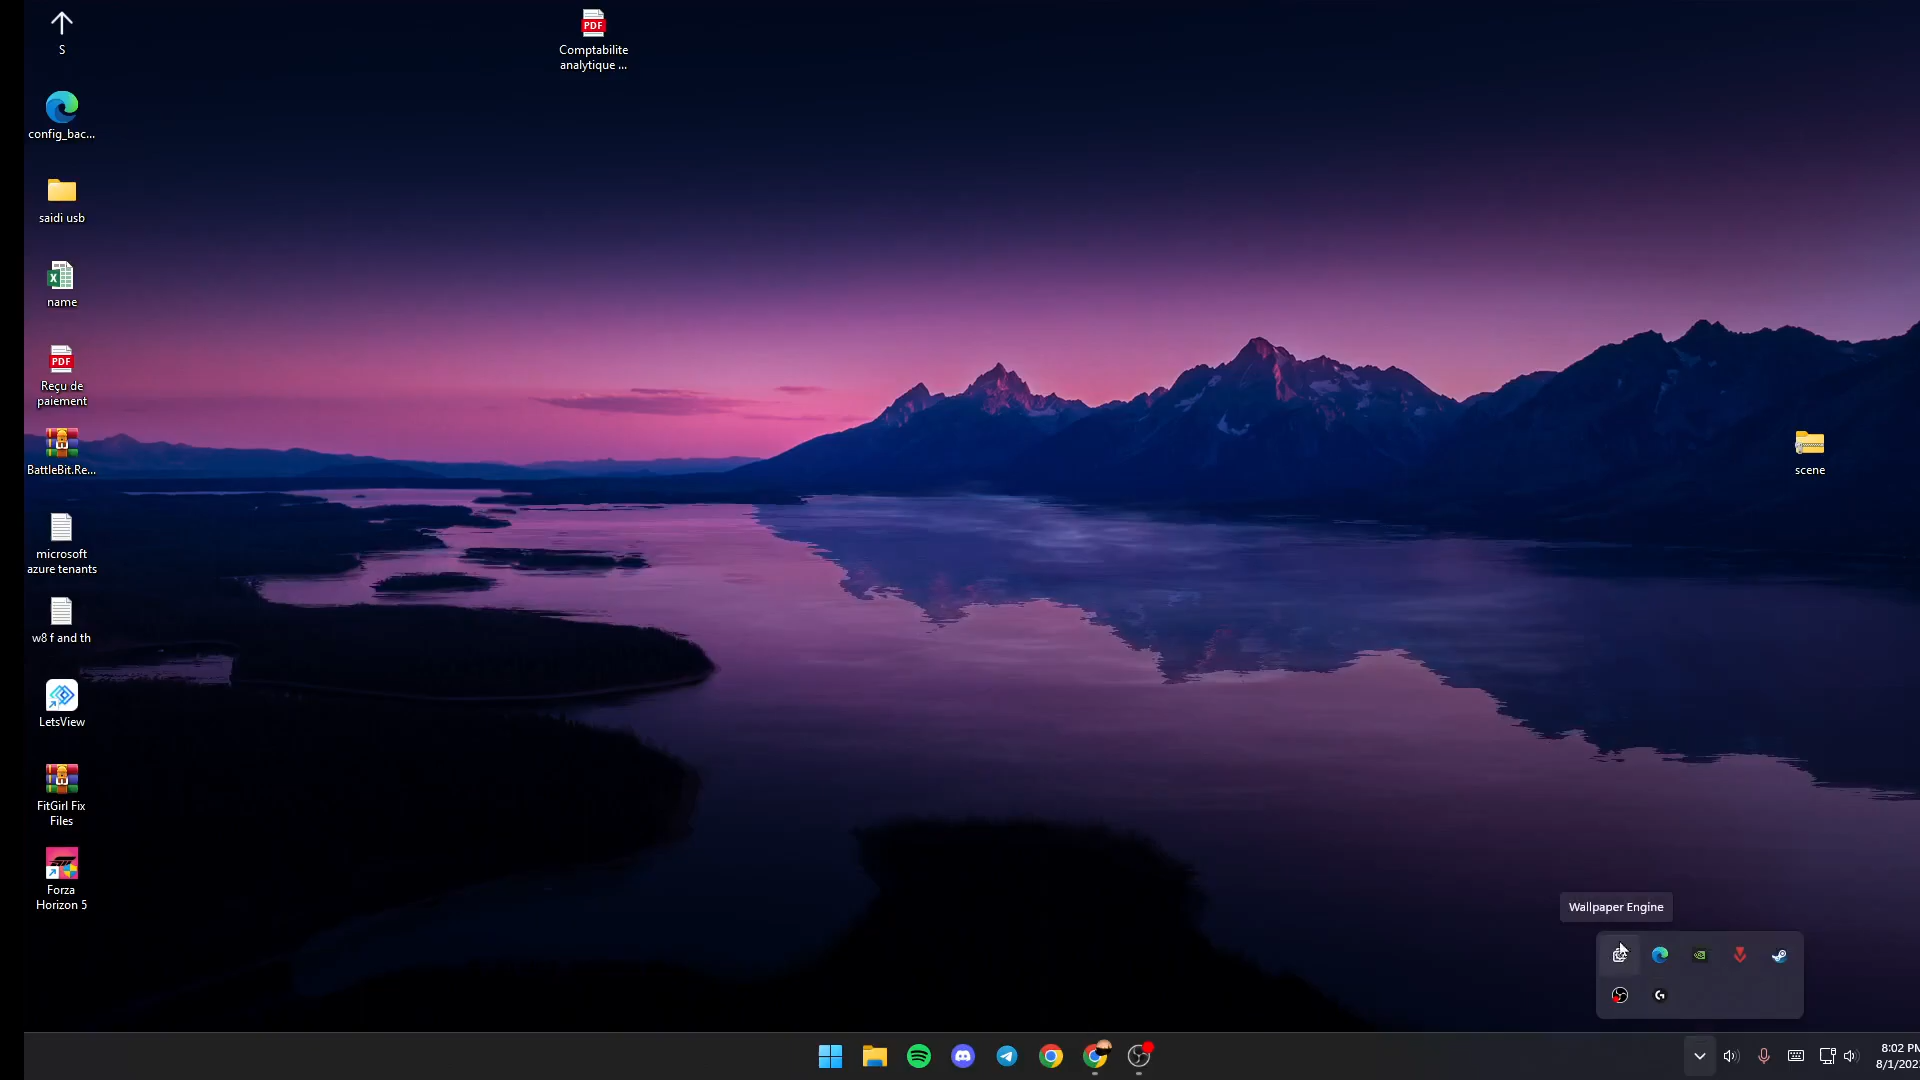 S
Comptabilite
analytique ...
config_bac...
saidi usb
name
PDF
Reçu de
paiement
BattleBit.Re...
scene
microsoft
azure tenants
w8 f and th
LetsView
FitGirl Fix
Files
Forza
Horizon 5
Wallpaper Engine
8:02 PM
8/1/202